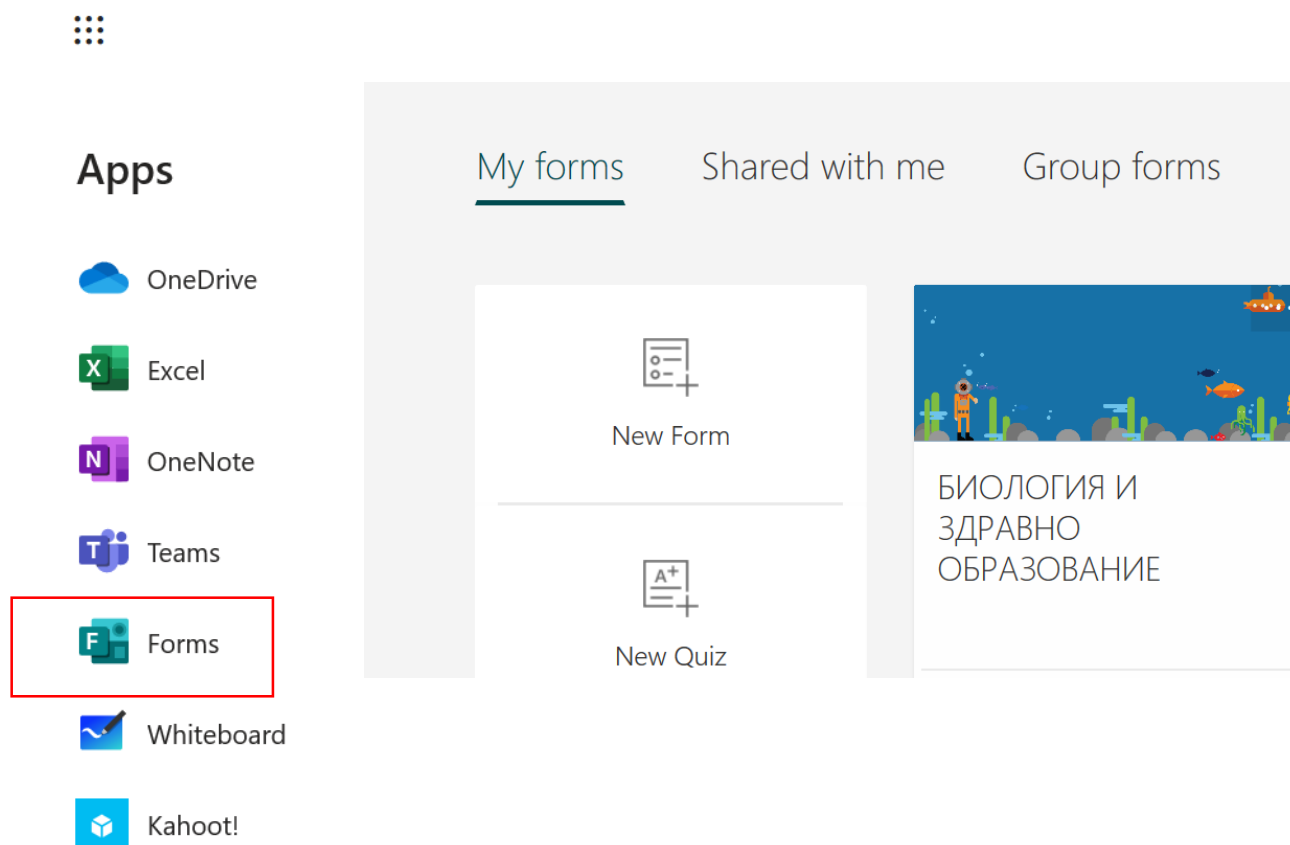 Apps
OneDrive
X Excel
N OneNote
T Teams
F Forms
Whiteboard
Kahoot!
My forms Shared with me Group forms
New Form
A+
New Quiz
БИОЛОГИЯ И
ЗДРАВНО
ОБРАЗОВАНИЕ